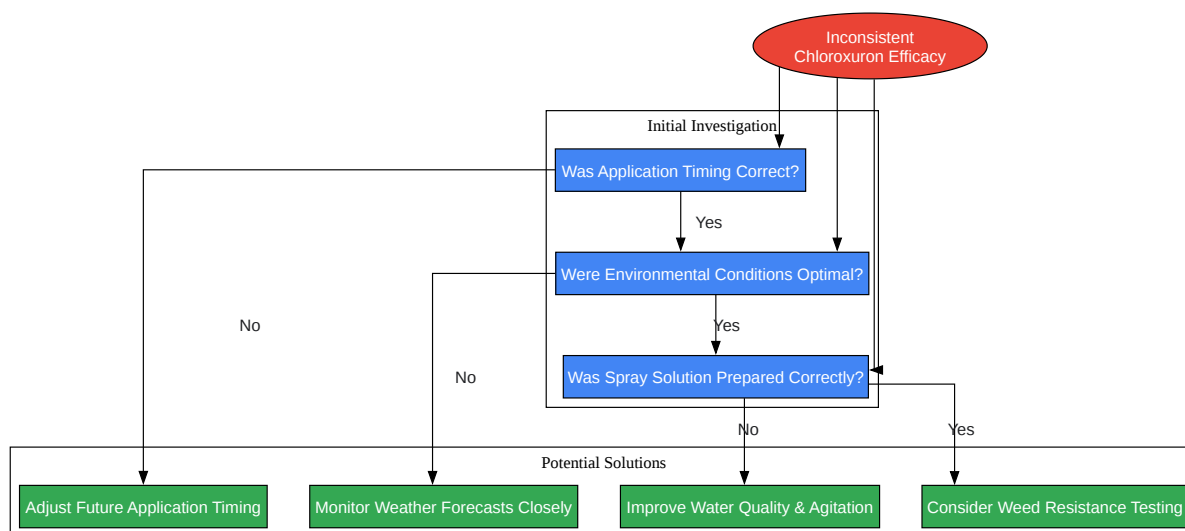 Inconsistent
Chloroxuron Efficacy
Initial Investigation
Was Application Timing Correct?
Yes
Were Environmental Conditions Optimal?
No
Yes
Was Spray Solution Prepared Correctly?
No
No
Yes
Potential Solutions
Adjust Future Application Timing
Monitor Weather Forecasts Closely
Improve Water Quality & Agitation
Consider Weed Resistance Testing